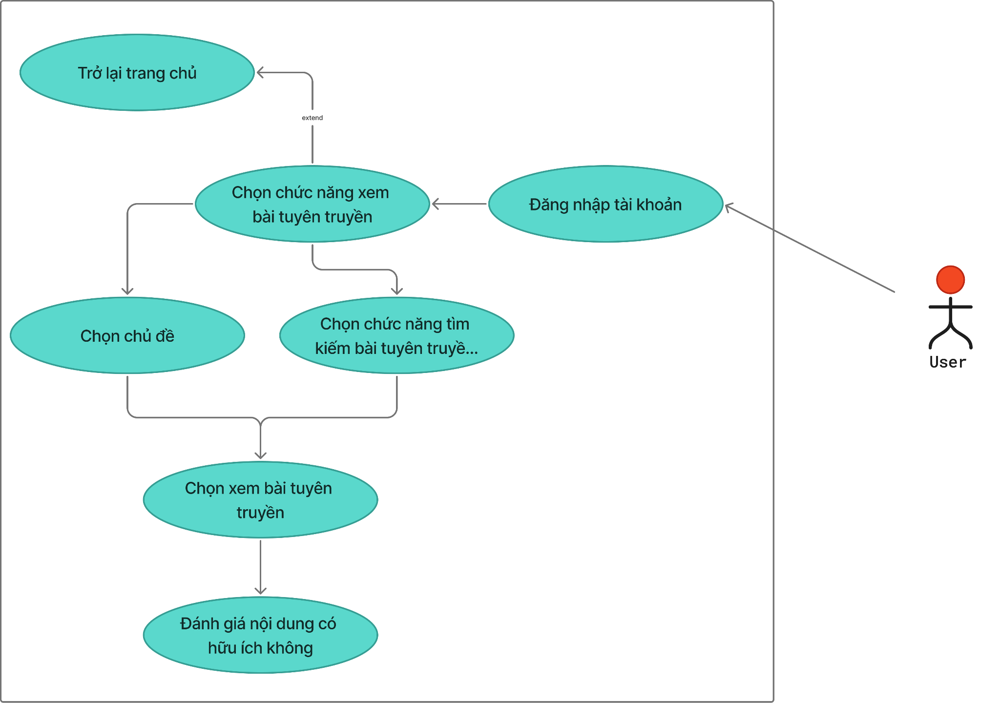 Trở lại trang chủ
extend
Chọn chức năng xem
bài tuyên truyền
Đăng nhập tài khoản
Chọn chủ đề
Chọn chức năng tìm
kiếm bài tuyên truyề...
User
Chọn xem bài tuyên
truyền
Đánh giá nội dung có
hữu ích không